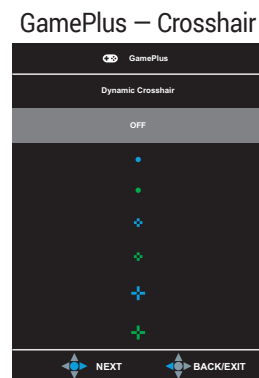 GamePlus – Crosshair
GamePlus
Dynamic Crosshair
OFF
NEXT BACK/EXIT